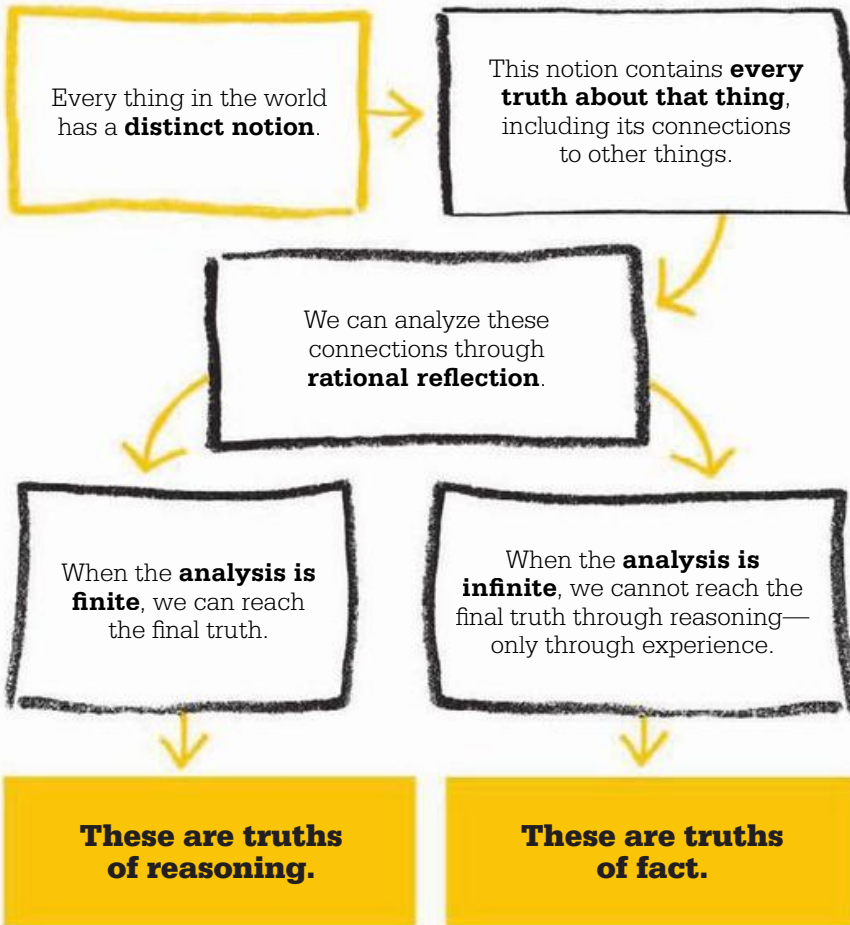 Every thing in the world
has a distinct notion.
This notion contains every
truth about that thing,
including its connections
to other things.
We can analyze these
connections through
rational reflection.
When the analysis is
finite, we can reach
the final truth.
When the analysis is
infinite, we cannot reach the
final truth through reasoning—
only through experience.
These are truths
of reasoning.
These are truths
of fact.